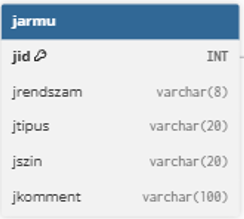 jarmu
jid INT
jrendszam varchar(8)
jtipus varchar(20)
jszin varchar(20)
jkomment varchar(100)